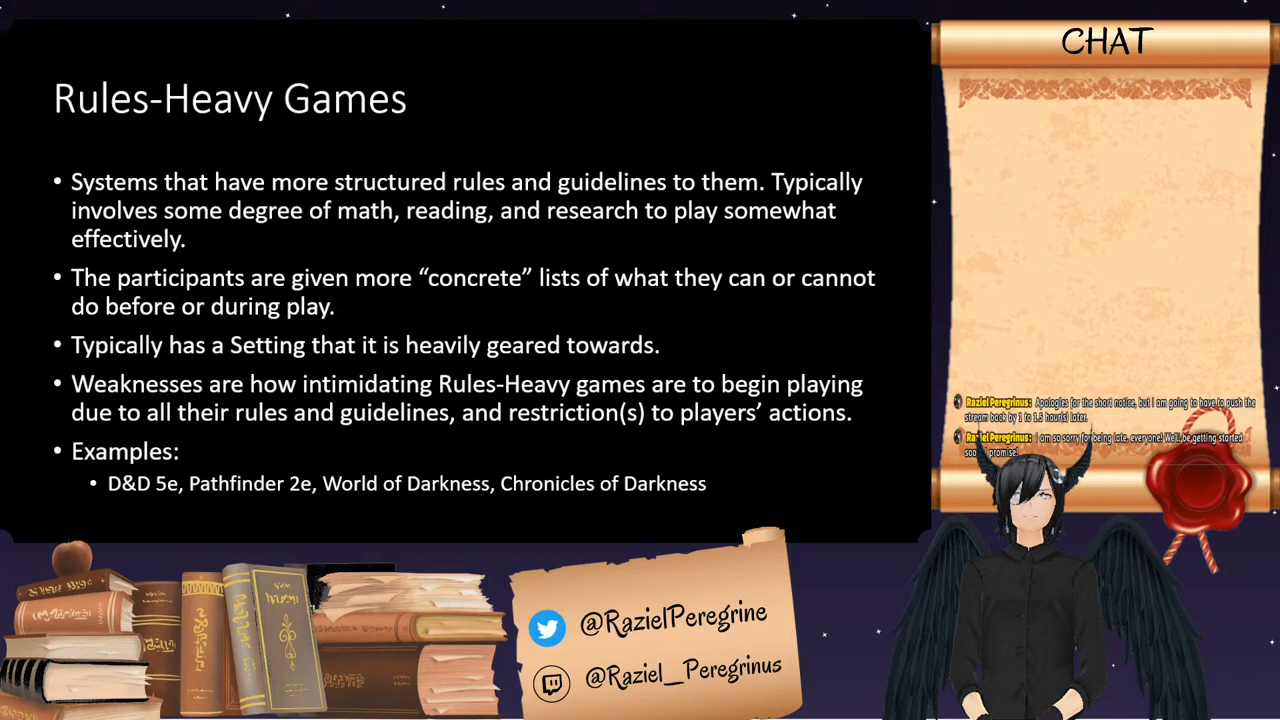 Rules-Heavy Games
• Systems that have more structured rules and guidelines to them. Typically
involves some degree of math, reading, and research to play somewhat
effectively.
• The participants are given more “concrete” lists of what they can or cannot
do before or during play.
• Typically has a Setting that it is heavily geared towards.
• Weaknesses are how intimidating Rules-Heavy games are to begin playing
due to all their rules and guidelines, and restriction(s) to players’ actions.
• Examples:
• D&D 5e, Pathfinder 2e, World of Darkness, Chronicles of Darkness
CHAT
RazielPeregrinus: Apologies for the short notice, but I am going to have to push the
stream back by 1 to 1.5 hour(s) later.
RazielPeregrinus: I am so sorry for being late, everyone! We'll be getting started
promise!
@RazielPeregrine
@Raziel_Peregrinus